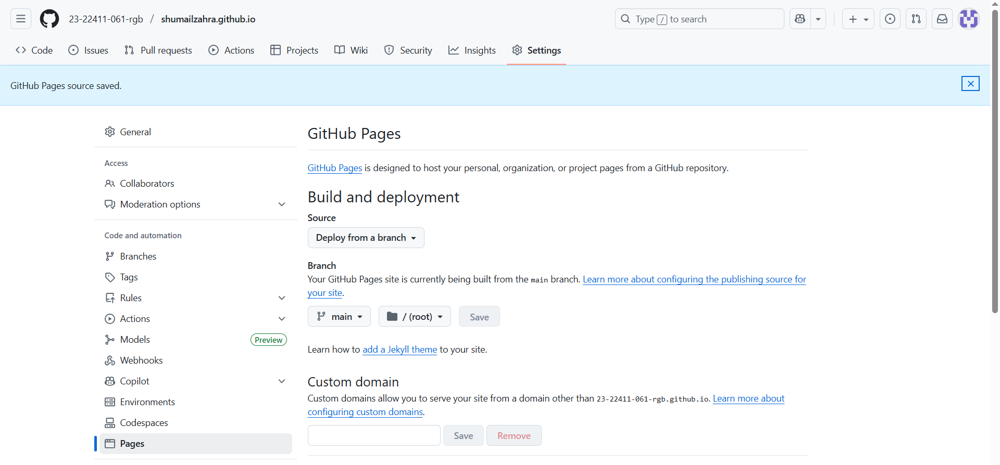 23-22411-061-rgb / shumailzahra.github.io
Type / to search
Code
Issues
Pull requests
Actions
Projects
Wiki
Security
Insights
Settings
GitHub Pages source saved.
General
Access
Collaborators
Moderation options
Code and automation
Branches
Tags
Rules
Actions
Models
Preview
Webhooks
Copilot
Environments
Codespaces
Pages
GitHub Pages
GitHub Pages is designed to host your personal, organization, or project pages from a GitHub repository.
Build and deployment
Source
Deploy from a branch
Branch
Your GitHub Pages site is currently being built from the main branch. Learn more about configuring the publishing source for
your site.
main
/ (root)
Save
Learn how to add a Jekyll theme to your site.
Custom domain
Custom domains allow you to serve your site from a domain other than 23-22411-061-rgb.github.io. Learn more about
configuring custom domains.
Save
Remove